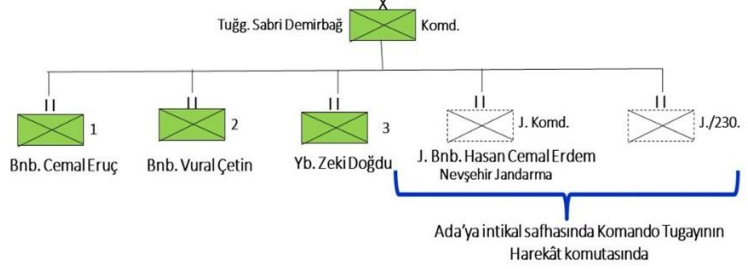 X
Tuğg. Sabri Demirbağ Komd.
II II II II II
1 2 3 J. Komd. J./230.
Bnb. Cemal Eruç Bnb. Vural Çetin Yb. Zeki Doğdu J. Bnb. Hasan Cemal Erdem
Nevşehir Jandarma
Ada'ya intikal safhasında Komando Tugayının
Harekât komutasında